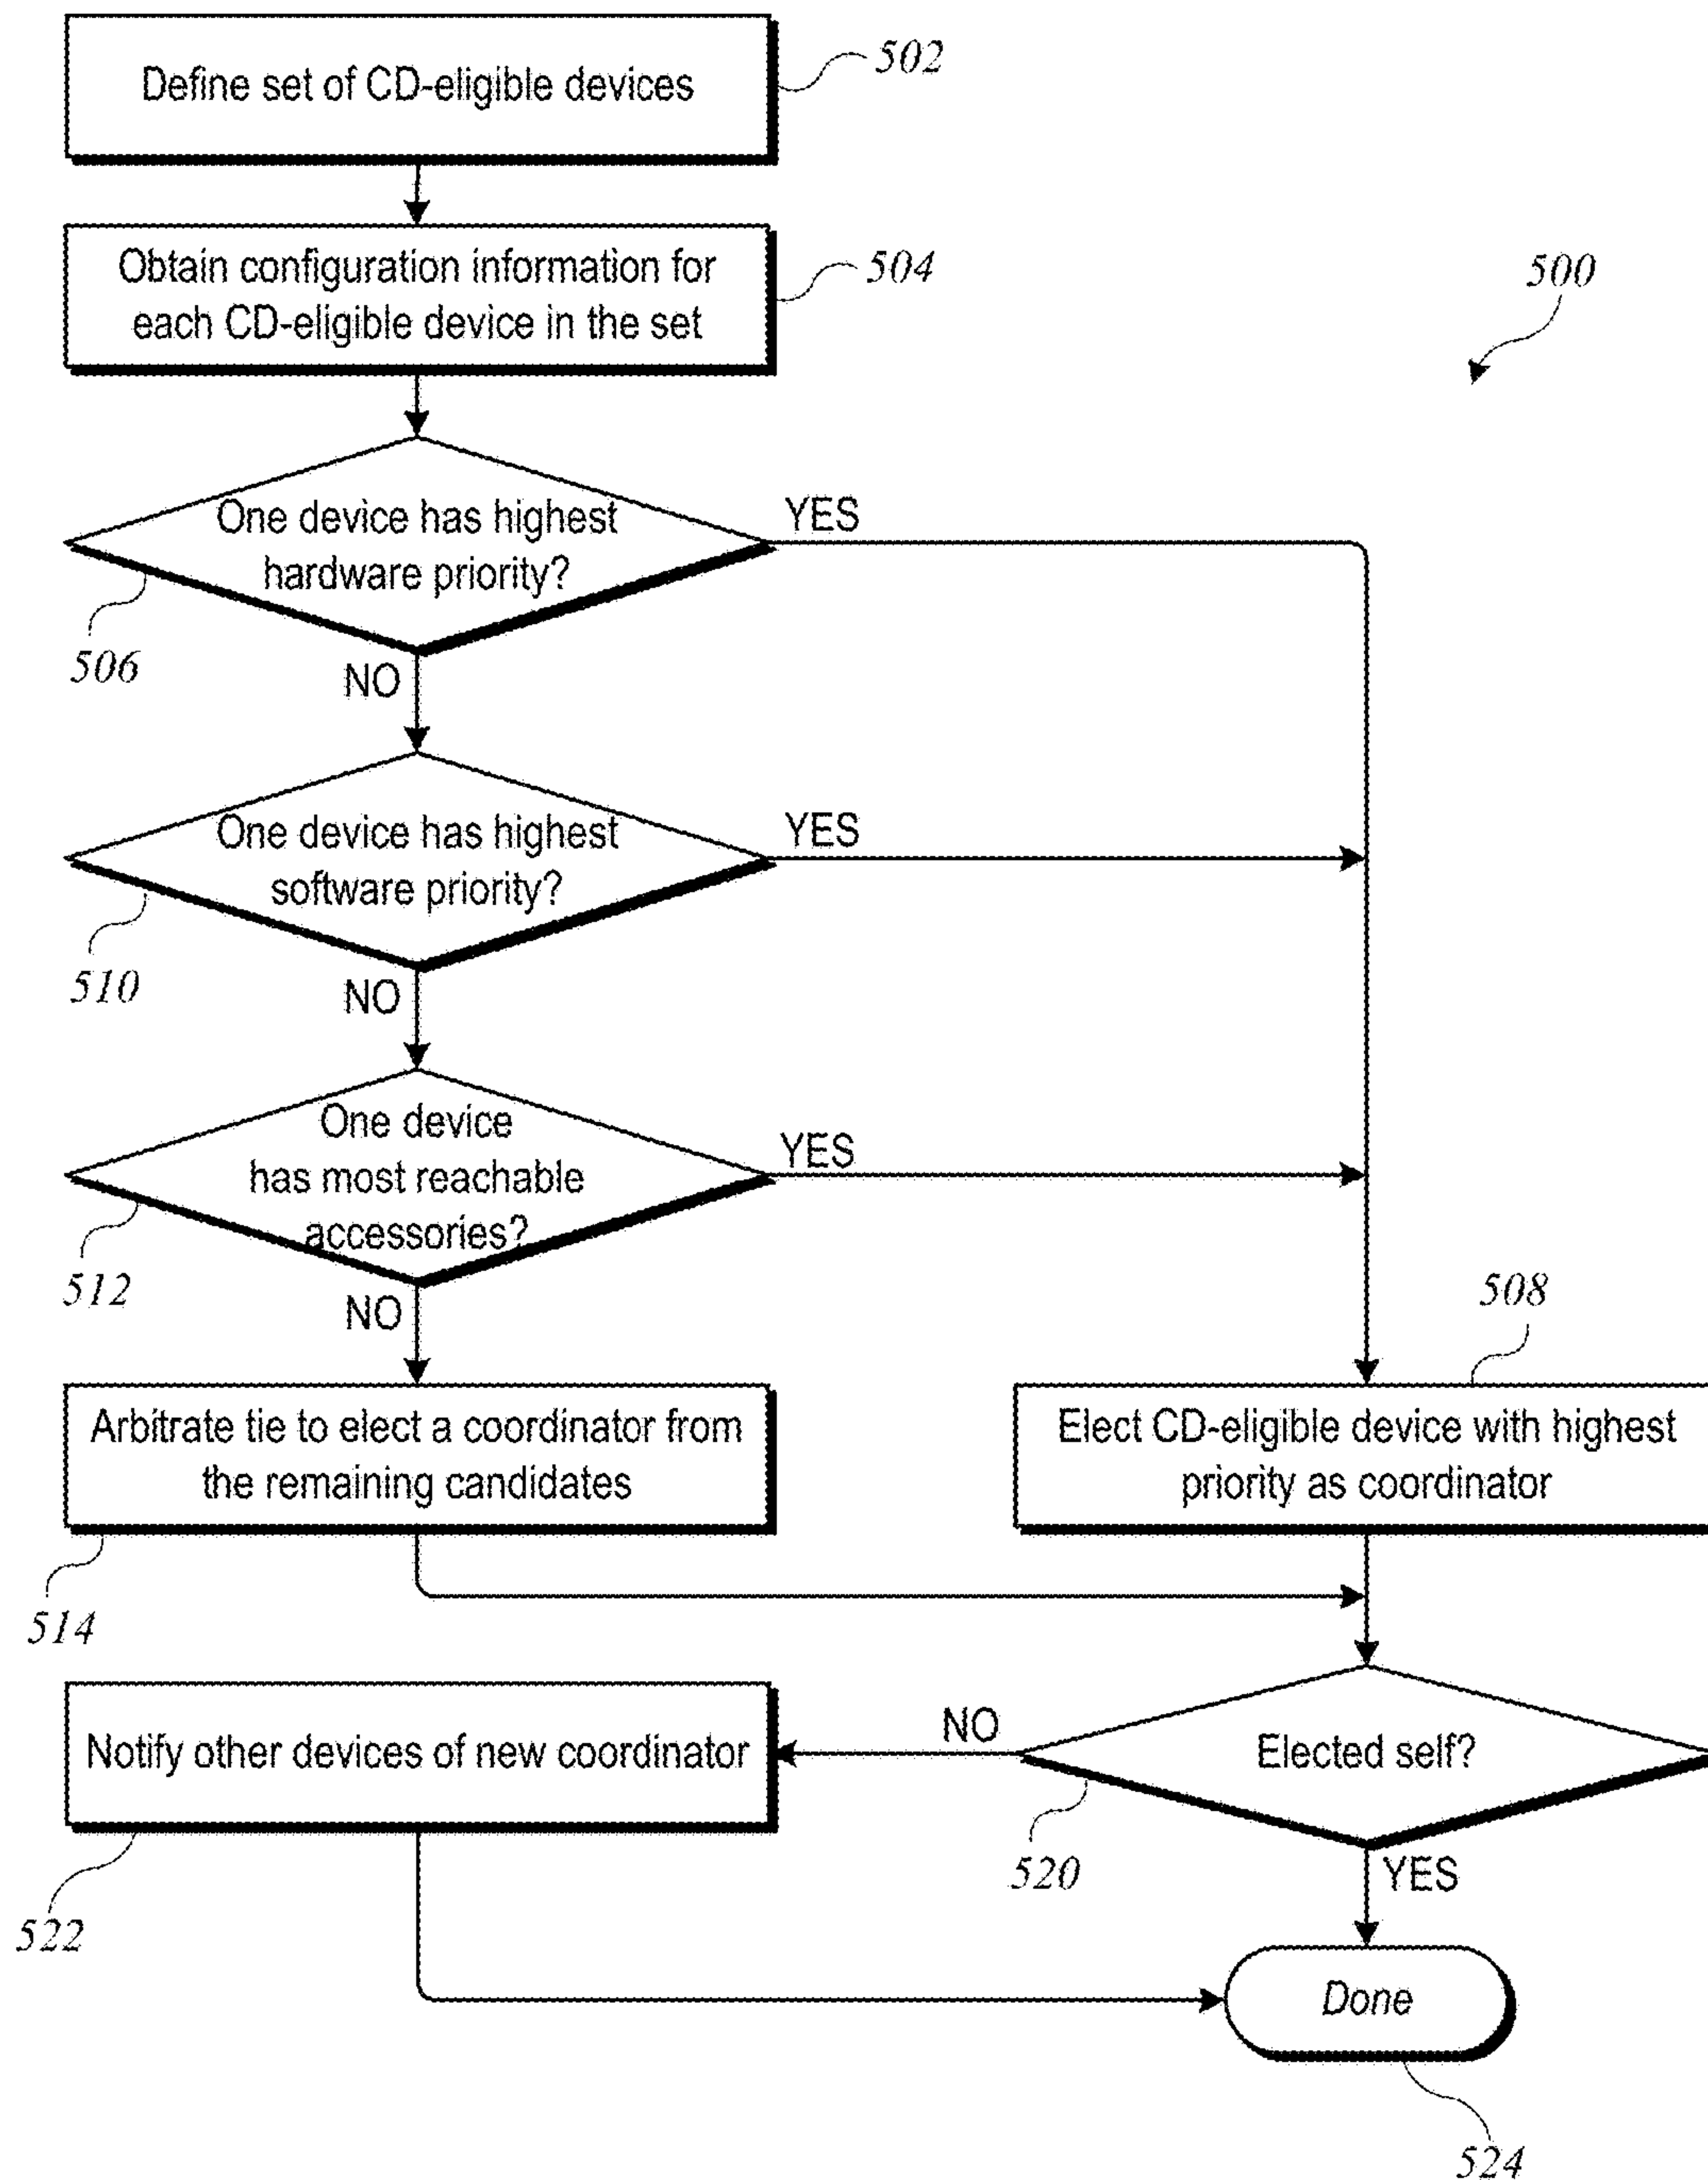 Define set of CD-eligible devices
502
Obtain configuration information for
each CD-eligible device in the set
504
500
One device has highest
hardware priority?
YES
506
NO
One device has highest
software priority?
YES
510
NO
One device
has most reachable
accessories?
YES
512
NO
508
Arbitrate tie to elect a coordinator from
the remaining candidates
514
Elect CD-eligible device with highest
priority as coordinator
Notify other devices of new coordinator
522
NO
Elected self?
520
YES
Done
524